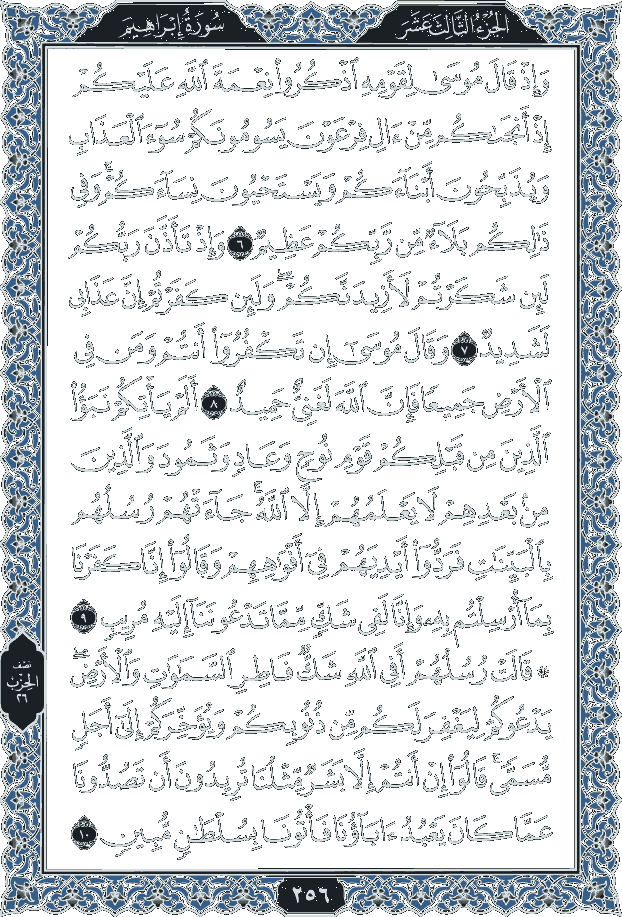 الجزء الثالث عشر
سورة إبراهيم
وَإِذْ قَالَ مُوسَىٰ لِقَوْمِهِ ٱذْكُرُوا۟ نِعْمَةَ ٱللَّهِ عَلَيْكُمْ
إِذْ أَنجَىٰكُم مِّنْ ءَالِ فِرْعَوْنَ يَسُومُونَكُمْ سُوٓءَ ٱلْعَذَابِ
وَيُذَبِّحُونَ أَبْنَآءَكُمْ وَيَسْتَحْيُونَ نِسَآءَكُمْ ۚ وَفِى
ذَٰلِكُم بَلَآءٌ مِّن رَّبِّكُمْ عَظِيمٌ ٦ وَإِذْ تَأَذَّنَ رَبُّكُمْ
لَئِن شَكَرْتُمْ لَأَزِيدَنَّكُمْ ۖ وَلَئِن كَفَرْتُمْ إِنَّ عَذَابِى
لَشَدِيدٌ ٧ وَقَالَ مُوسَىٰٓ إِن تَكْفُرُوٓا۟ أَنتُمْ وَمَن فِى
ٱلْأَرْضِ جَمِيعًا فَإِنَّ ٱللَّهَ لَغَنِىٌّ حَمِيدٌ ٨ أَلَمْ يَأْتِكُمْ نَبَؤُا۟
ٱلَّذِينَ مِن قَبْلِكُمْ قَوْمِ نُوحٍ وَعَادٍ وَثَمُودَ وَٱلَّذِينَ
مِنۢ بَعْدِهِمْ لَا يَعْلَمُهُمْ إِلَّا ٱللَّهُ ۚ جَآءَتْهُمْ رُسُلُهُم
بِٱلْبَيِّنَٰتِ فَرَدُّوٓا۟ أَيْدِيَهُمْ فِىٓ أَفْوَٰهِهِمْ وَقَالُوٓا۟ إِنَّا كَفَرْنَا
بِمَآ أُرْسِلْتُم بِهِۦ وَإِنَّا لَفِى شَكٍّ مِّمَّا تَدْعُونَنَآ إِلَيْهِ مُرِيبٍ ٩
۞ قَالَتْ رُسُلُهُمْ أَفِى ٱللَّهِ شَكٌّ فَاطِرِ ٱلسَّمَٰوَٰتِ وَٱلْأَرْضِ ۖ
يَدْعُوكُمْ لِيَغْفِرَ لَكُم مِّن ذُنُوبِكُمْ وَيُؤَخِّرَكُمْ إِلَىٰٓ أَجَلٍ
مُّسَمًّى ۚ قَالُوٓا۟ إِنْ أَنتُمْ إِلَّا بَشَرٌ مِّثْلُنَا تُرِيدُونَ أَن تَصُدُّونَا
عَمَّا كَانَ يَعْبُدُ ءَابَآؤُنَا فَأْتُونَا بِسُلْطَٰنٍ مُّبِينٍ ١٠
نصف
الحزب
٢٦
٢٥٦